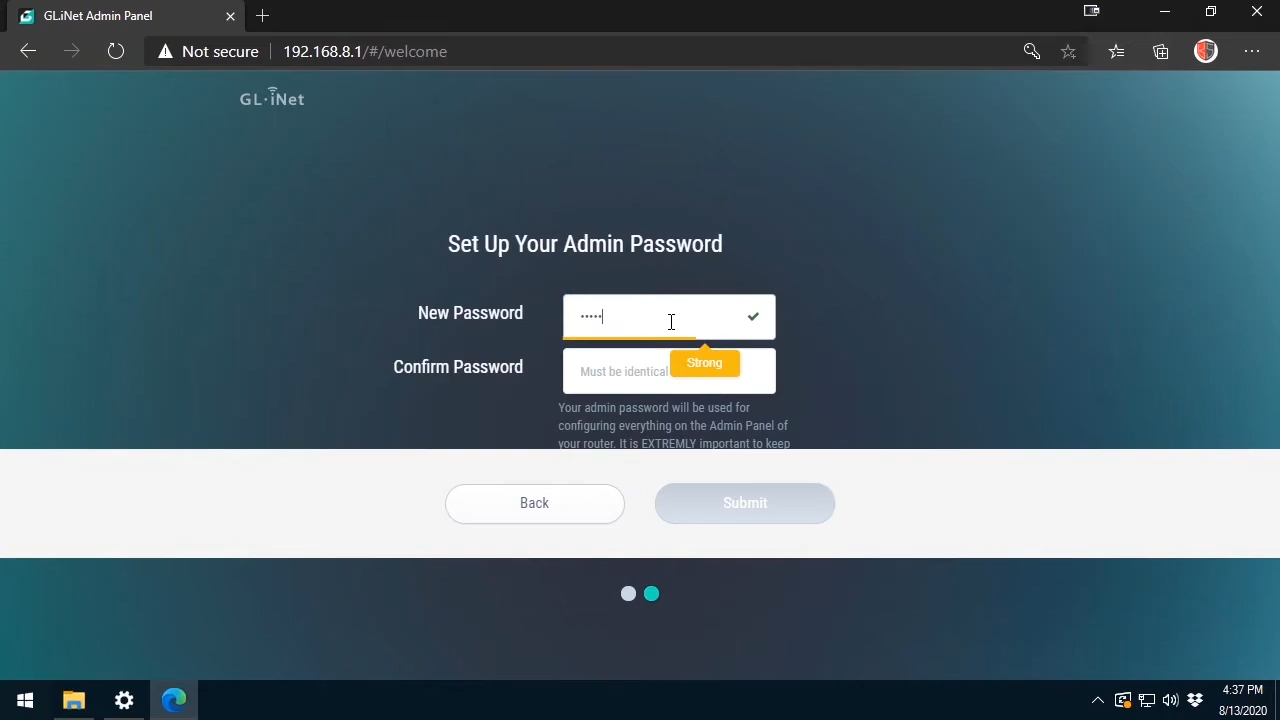 GL.iNet Admin Panel
Not secure 192.168.8.1/#/welcome
GL·iNet
Set Up Your Admin Password
New Password •••••
Strong
Confirm Password Must be identical
Your admin password will be used for
configuring everything on the Admin Panel of
your router. It is EXTREMLY important to keep
Back Submit
4:37 PM
8/13/2020